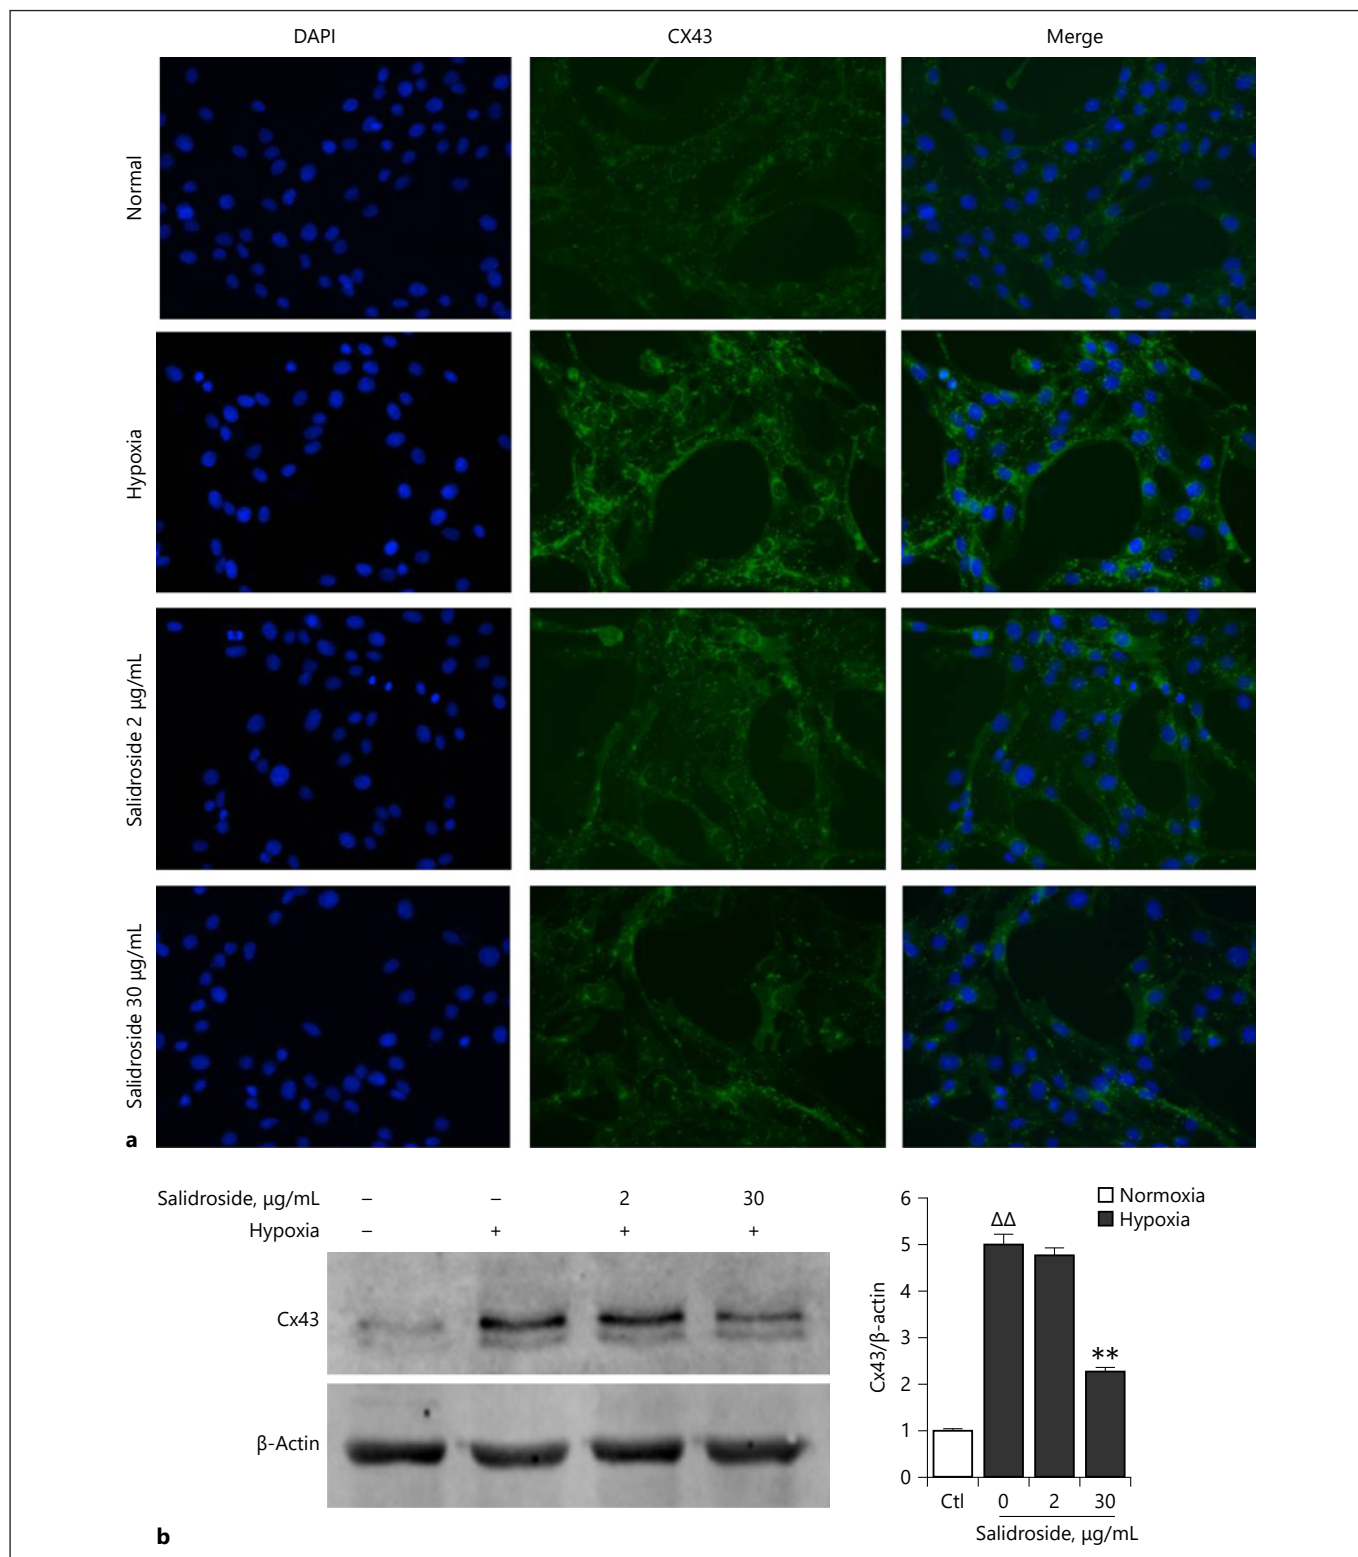 DAPI CX43 Merge
Normal
Hypoxia
Salidroside 2 μg/mL
Salidroside 30 μg/mL
a
Salidroside, μg/mL – – 2 30
Hypoxia – + + +
Cx43
β-Actin
b
Normoxia
Hypoxia
Cx43/β-actin
6
5
4
3
2
1
0
ΔΔ
**
Ctl 0 2 30
Salidroside, μg/mL